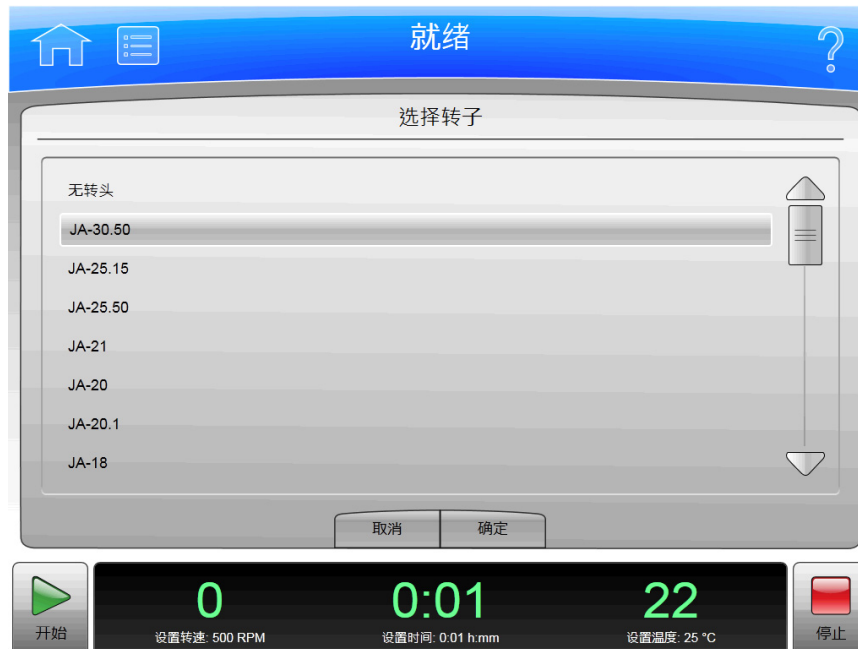 就绪
选择转子
无转头
JA-30.50
JA-25.15
JA-25.50
JA-21
JA-20
JA-20.1
JA-18
取消 确定
0 0:01 22
开始 设置转速: 500 RPM 设置时间: 0:01 h:mm 设置温度: 25 °C 停止